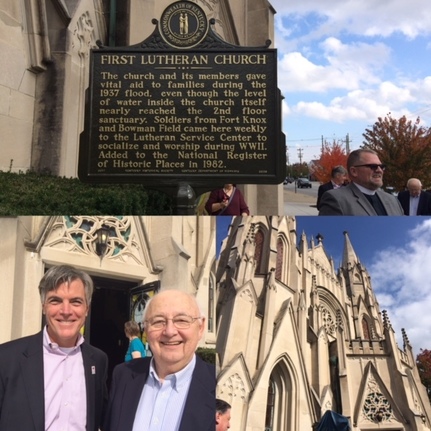 FIRST LUTHERAN CHURCH
The church and its members gave
vital aid to families during the
1937 flood, even though the level
of water inside the church itself
nearly reached the 2nd floor
sanctuary. Soldiers from Fort Knox
and Bowman Field came here weekly
to the Lutheran Service Center to
socialize and worship during WWII.
Added to the National Register
of Historic Places in 1982.